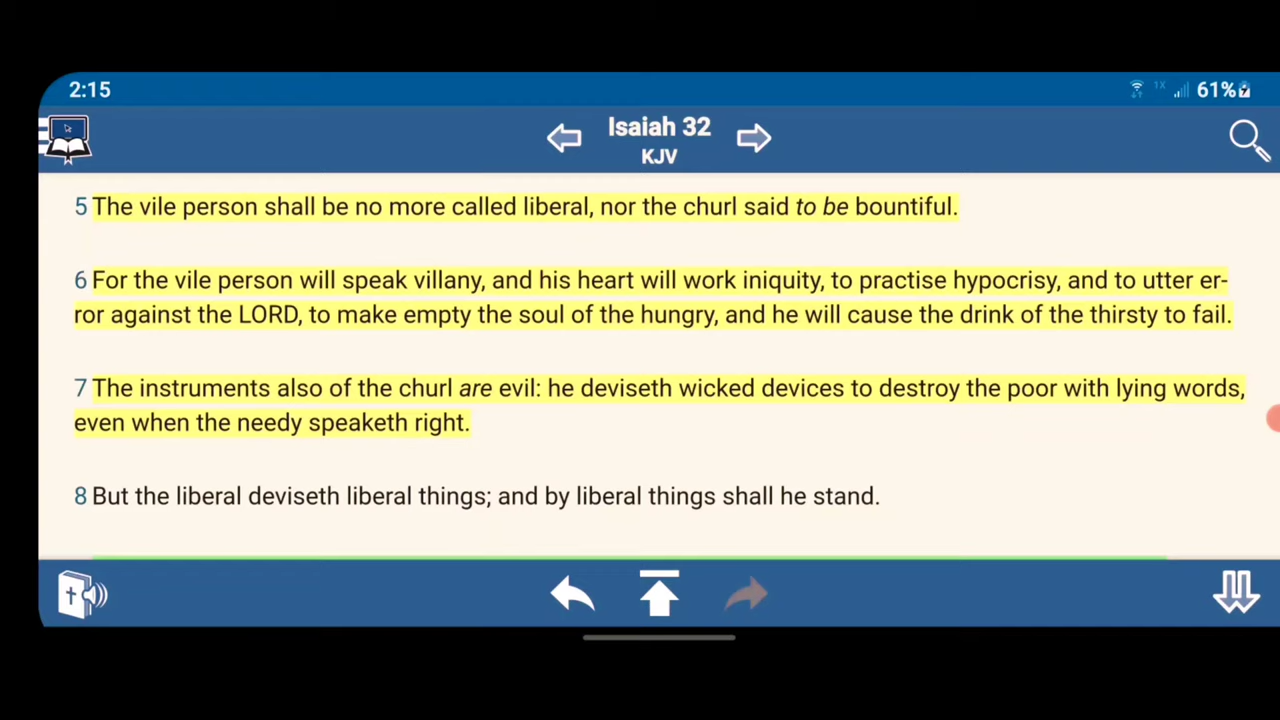 2:15
1X 61%
Isaiah 32
KJV
5 The vile person shall be no more called liberal, nor the churl said to be bountiful.
6 For the vile person will speak villany, and his heart will work iniquity, to practise hypocrisy, and to utter er-
ror against the LORD, to make empty the soul of the hungry, and he will cause the drink of the thirsty to fail.
7 The instruments also of the churl are evil: he deviseth wicked devices to destroy the poor with lying words,
even when the needy speaketh right.
8 But the liberal deviseth liberal things; and by liberal things shall he stand.